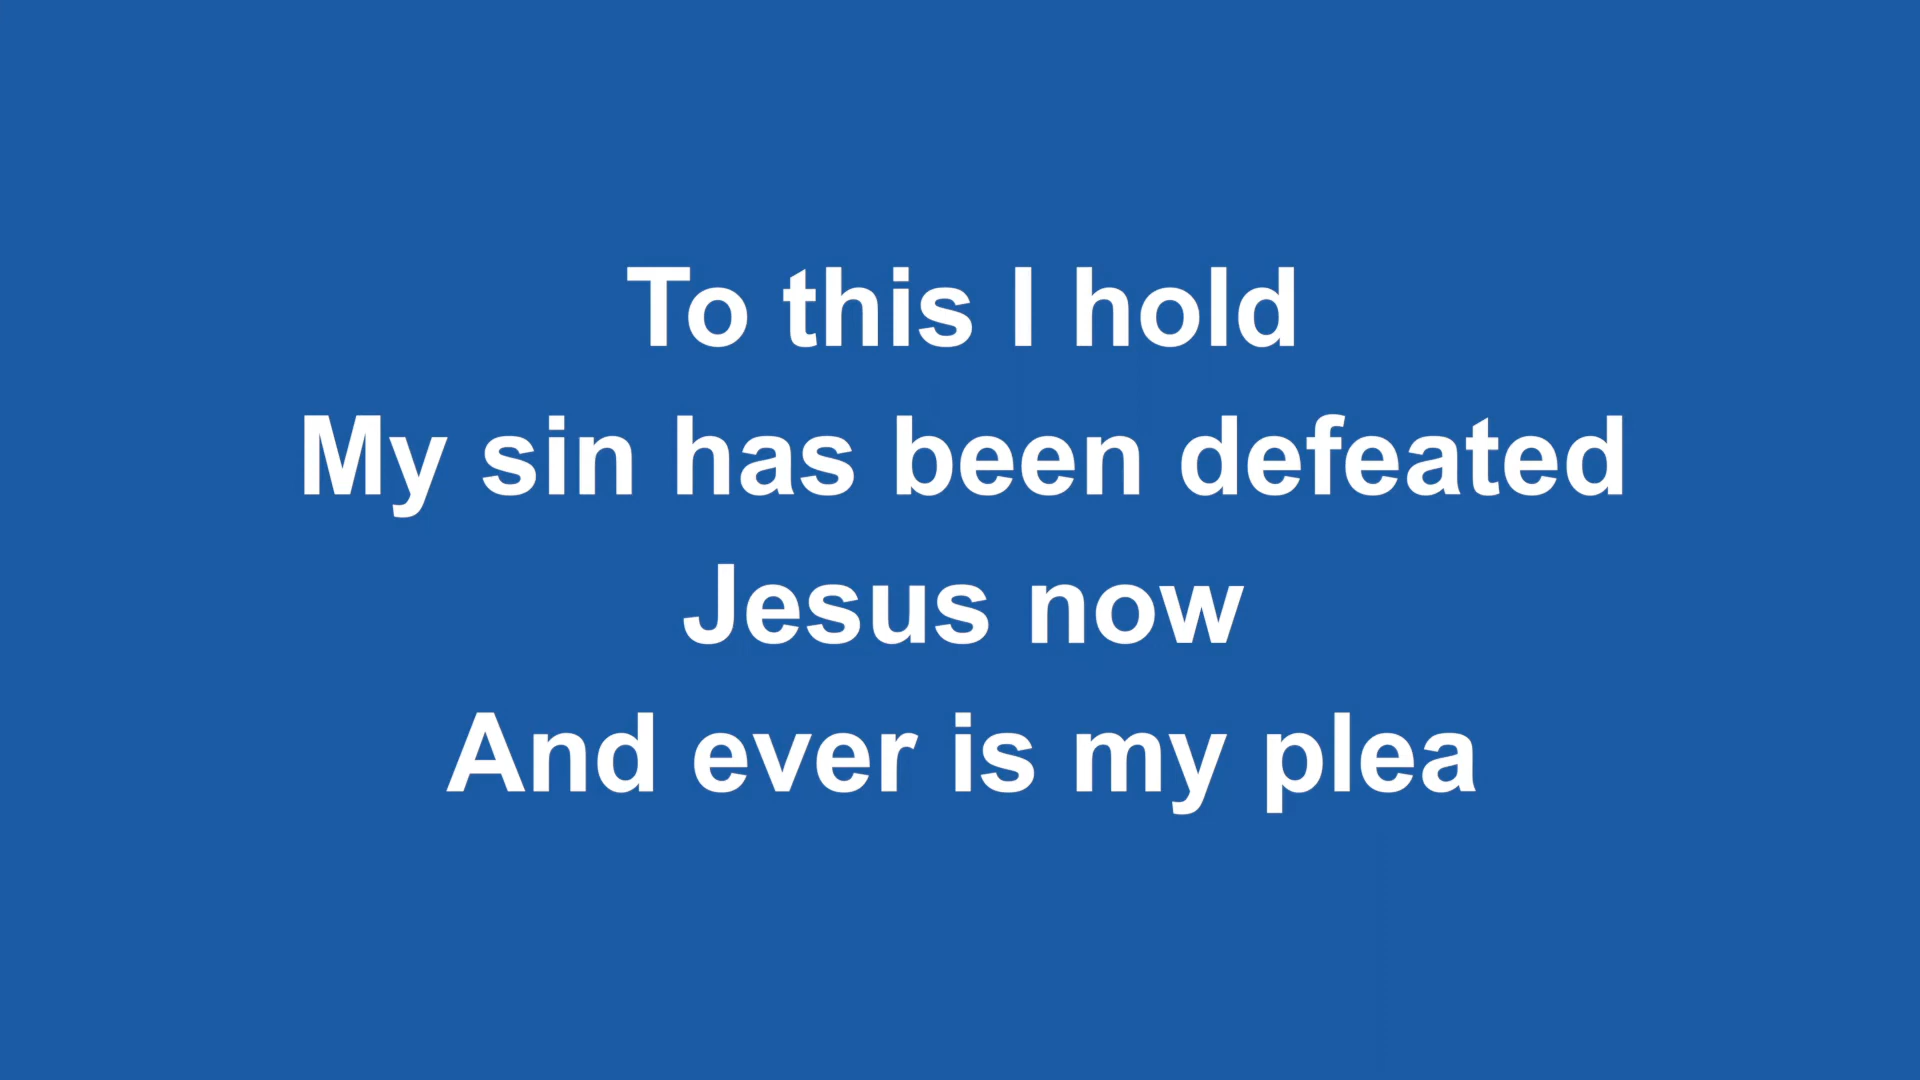 To this I hold
My sin has been defeated
Jesus now
And ever is my plea